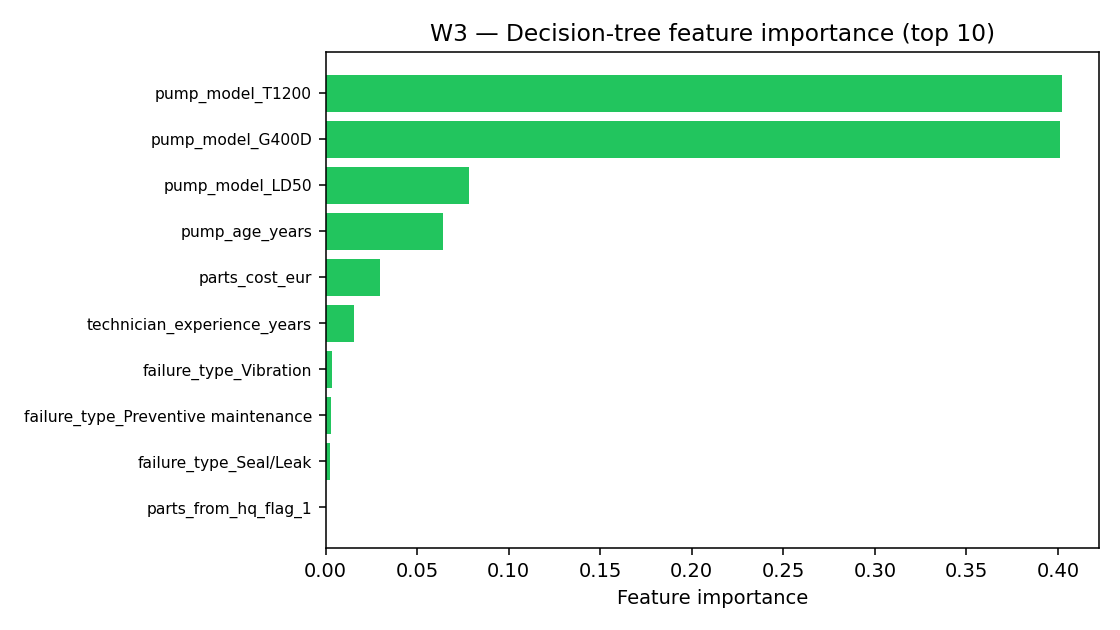 W3 — Decision-tree feature importance (top 10)
pump_model_T1200
pump_model_G400D
pump_model_LD50
pump_age_years
parts_cost_eur
technician_experience_years
failure_type_Vibration
failure_type_Preventive maintenance
failure_type_Seal/Leak
parts_from_hq_flag_1
0.00 0.05 0.10 0.15 0.20 0.25 0.30 0.35 0.40
Feature importance